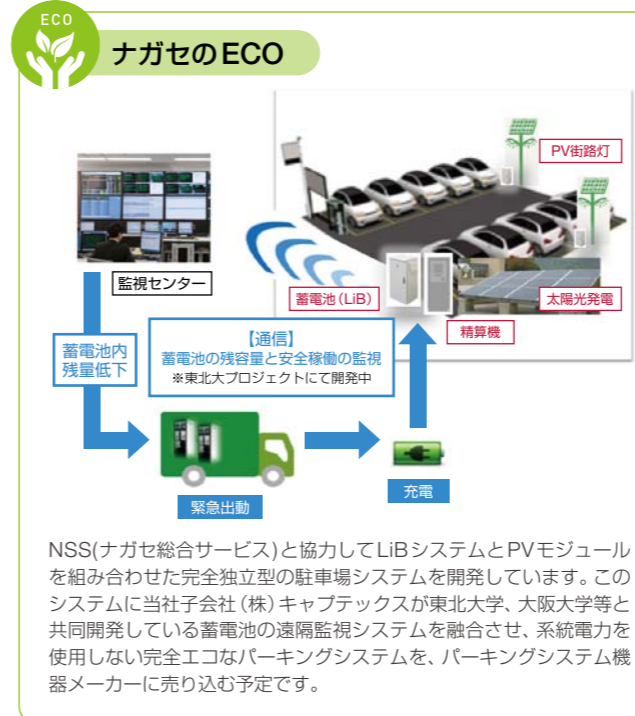 ECO
ナガセのECO
PV街路灯
監視センター
蓄電池（LiB）
太陽光発電
精算機
蓄電池内
残量低下
【通信】
蓄電池の残容量と安全稼働の監視
※東北大プロジェクトにて開発中
緊急出動
充電
NSS(ナガセ総合サービス)と協力してLiBシステムとPVモジュール
を組み合わせた完全独立型の駐車場システムを開発しています。この
システムに当社子会社（株）キャプテックスが東北大学、大阪大学等と
共同開発している蓄電池の遠隔監視システムを融合させ、系統電力を
使用しない完全エコなパーキングシステムを、パーキングシステム機
器メーカーに売り込む予定です。